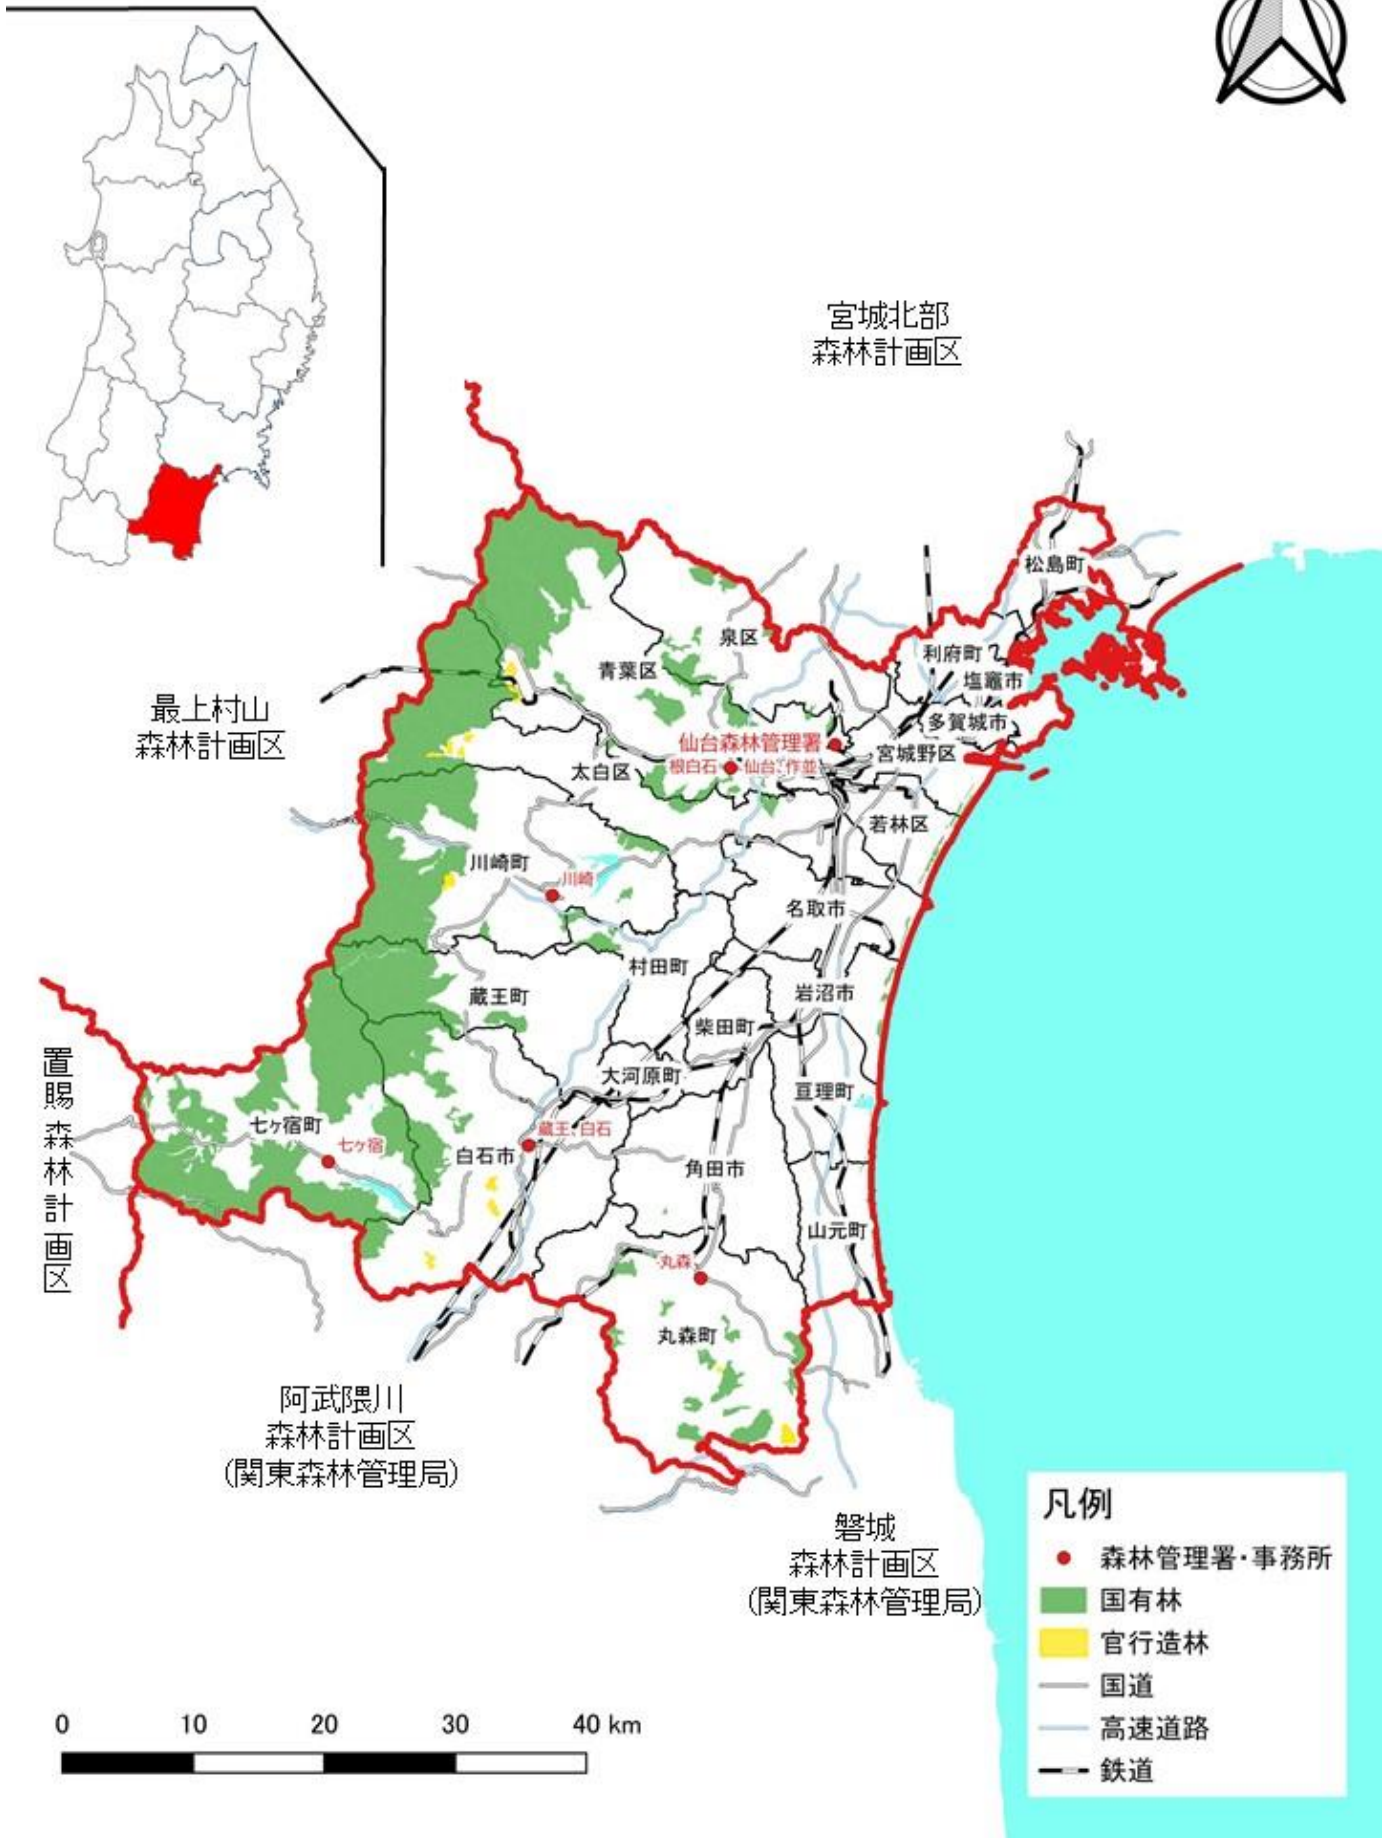 宮城北部
森林計画区
松島町
泉区
利府町
青葉区
塩竈市
最上村山
森林計画区
多賀城市
仙台森林管理署
宮城野区
根白石
仙台、作並
太白区
若林区
川崎町
川崎
名取市
村田町
岩沼市
蔵王町
柴田町
置賜森林計画区
大河原町
亘理町
七ヶ宿町
七ヶ宿
蔵王、白石
白石市
角田市
山元町
丸森
丸森町
阿武隈川
森林計画区
(関東森林管理局)
磐城
森林計画区
(関東森林管理局)
凡例
森林管理署・事務所
国有林
官行造林
国道
高速道路
鉄道
0 10 20 30 40 km